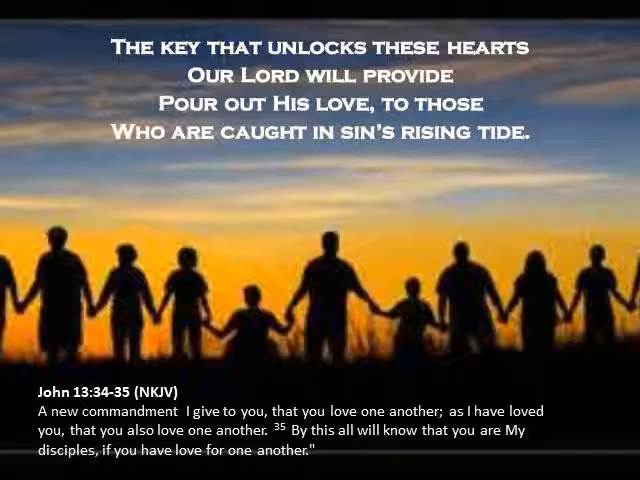 The key that unlocks these hearts
Our Lord will provide
Pour out His love, to those
Who are caught in sin's rising tide.
John 13:34-35 (NKJV)
A new commandment I give to you, that you love one another; as I have loved
you, that you also love one another. 35 By this all will know that you are My
disciples, if you have love for one another."